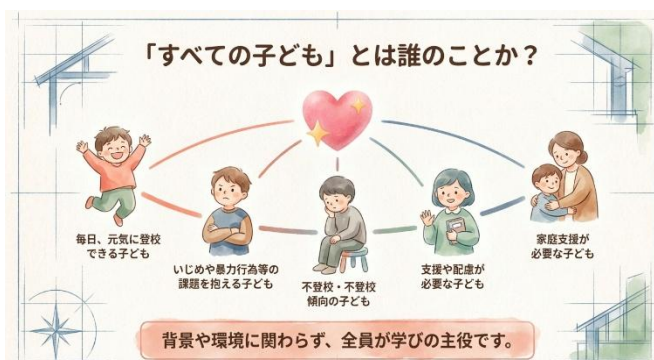 「すべての子ども」とは誰のことか？
毎日、元気に登校
できる子ども
いじめや暴力行為等の
課題を抱える子ども
不登校・不登校
傾向の子ども
支援や配慮が
必要な子ども
家庭支援が
必要な子ども
背景や環境に関わらず、全員が学びの主役です。